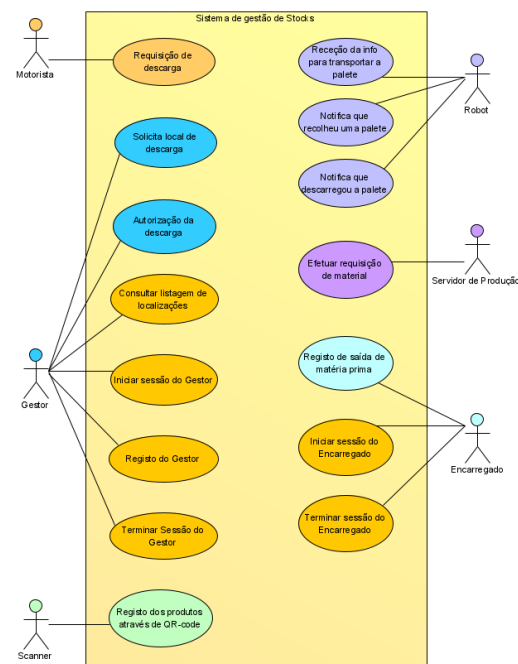 Sistema de gestão de Stocks
Motorista
Requisição de
descarga
Solicita local de
descarga
Autorização da
descarga
Consultar listagem de
localizações
Gestor
Iniciar sessão do Gestor
Registo do Gestor
Terminar Sessão do
Gestor
Scanner
Registo dos produtos
através de QR-code
Receção da info
para transportar a
palete
Notifica que
recolheu um a palete
Notifica que
descarregou a palete
Robot
Efetuar requisição
de material
Servidor de Produção
Registo de saída de
matéria prima
Iniciar sessão do
Encarregado
Terminar sessão do
Encarregado
Encarregado